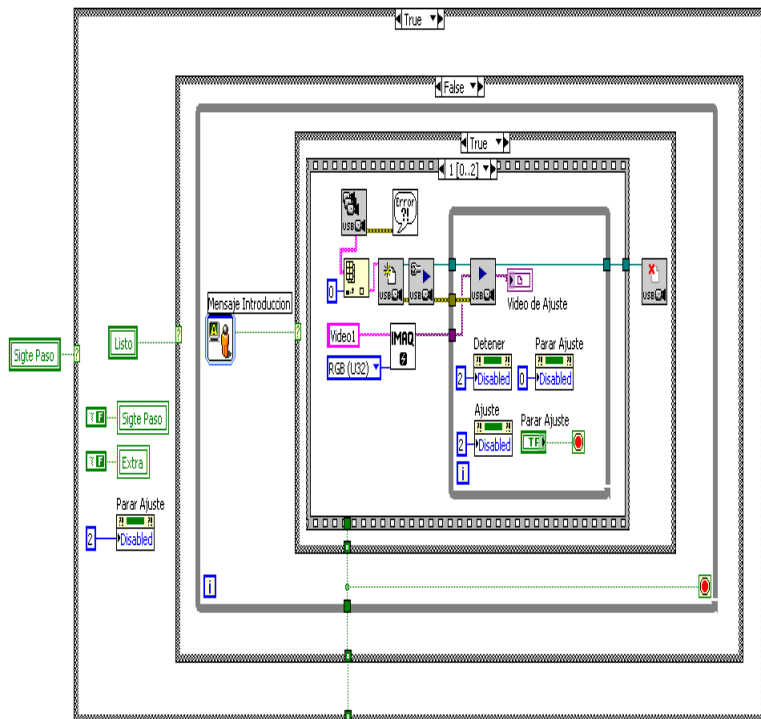 True
False
True
1 [0..2]
Error
?!
USB
Mensaje Introduccion
0
USB
USB
USB
USB
Video de Ajuste
Sigte Paso
Listo
Video1
IMAQ
Detener
Parar Ajuste
RGB (U32)
2
Disabled
0
Disabled
Sigte Paso
Ajuste
Parar Ajuste
2
Disabled
TF
Extra
i
Parar Ajuste
2
Disabled
i